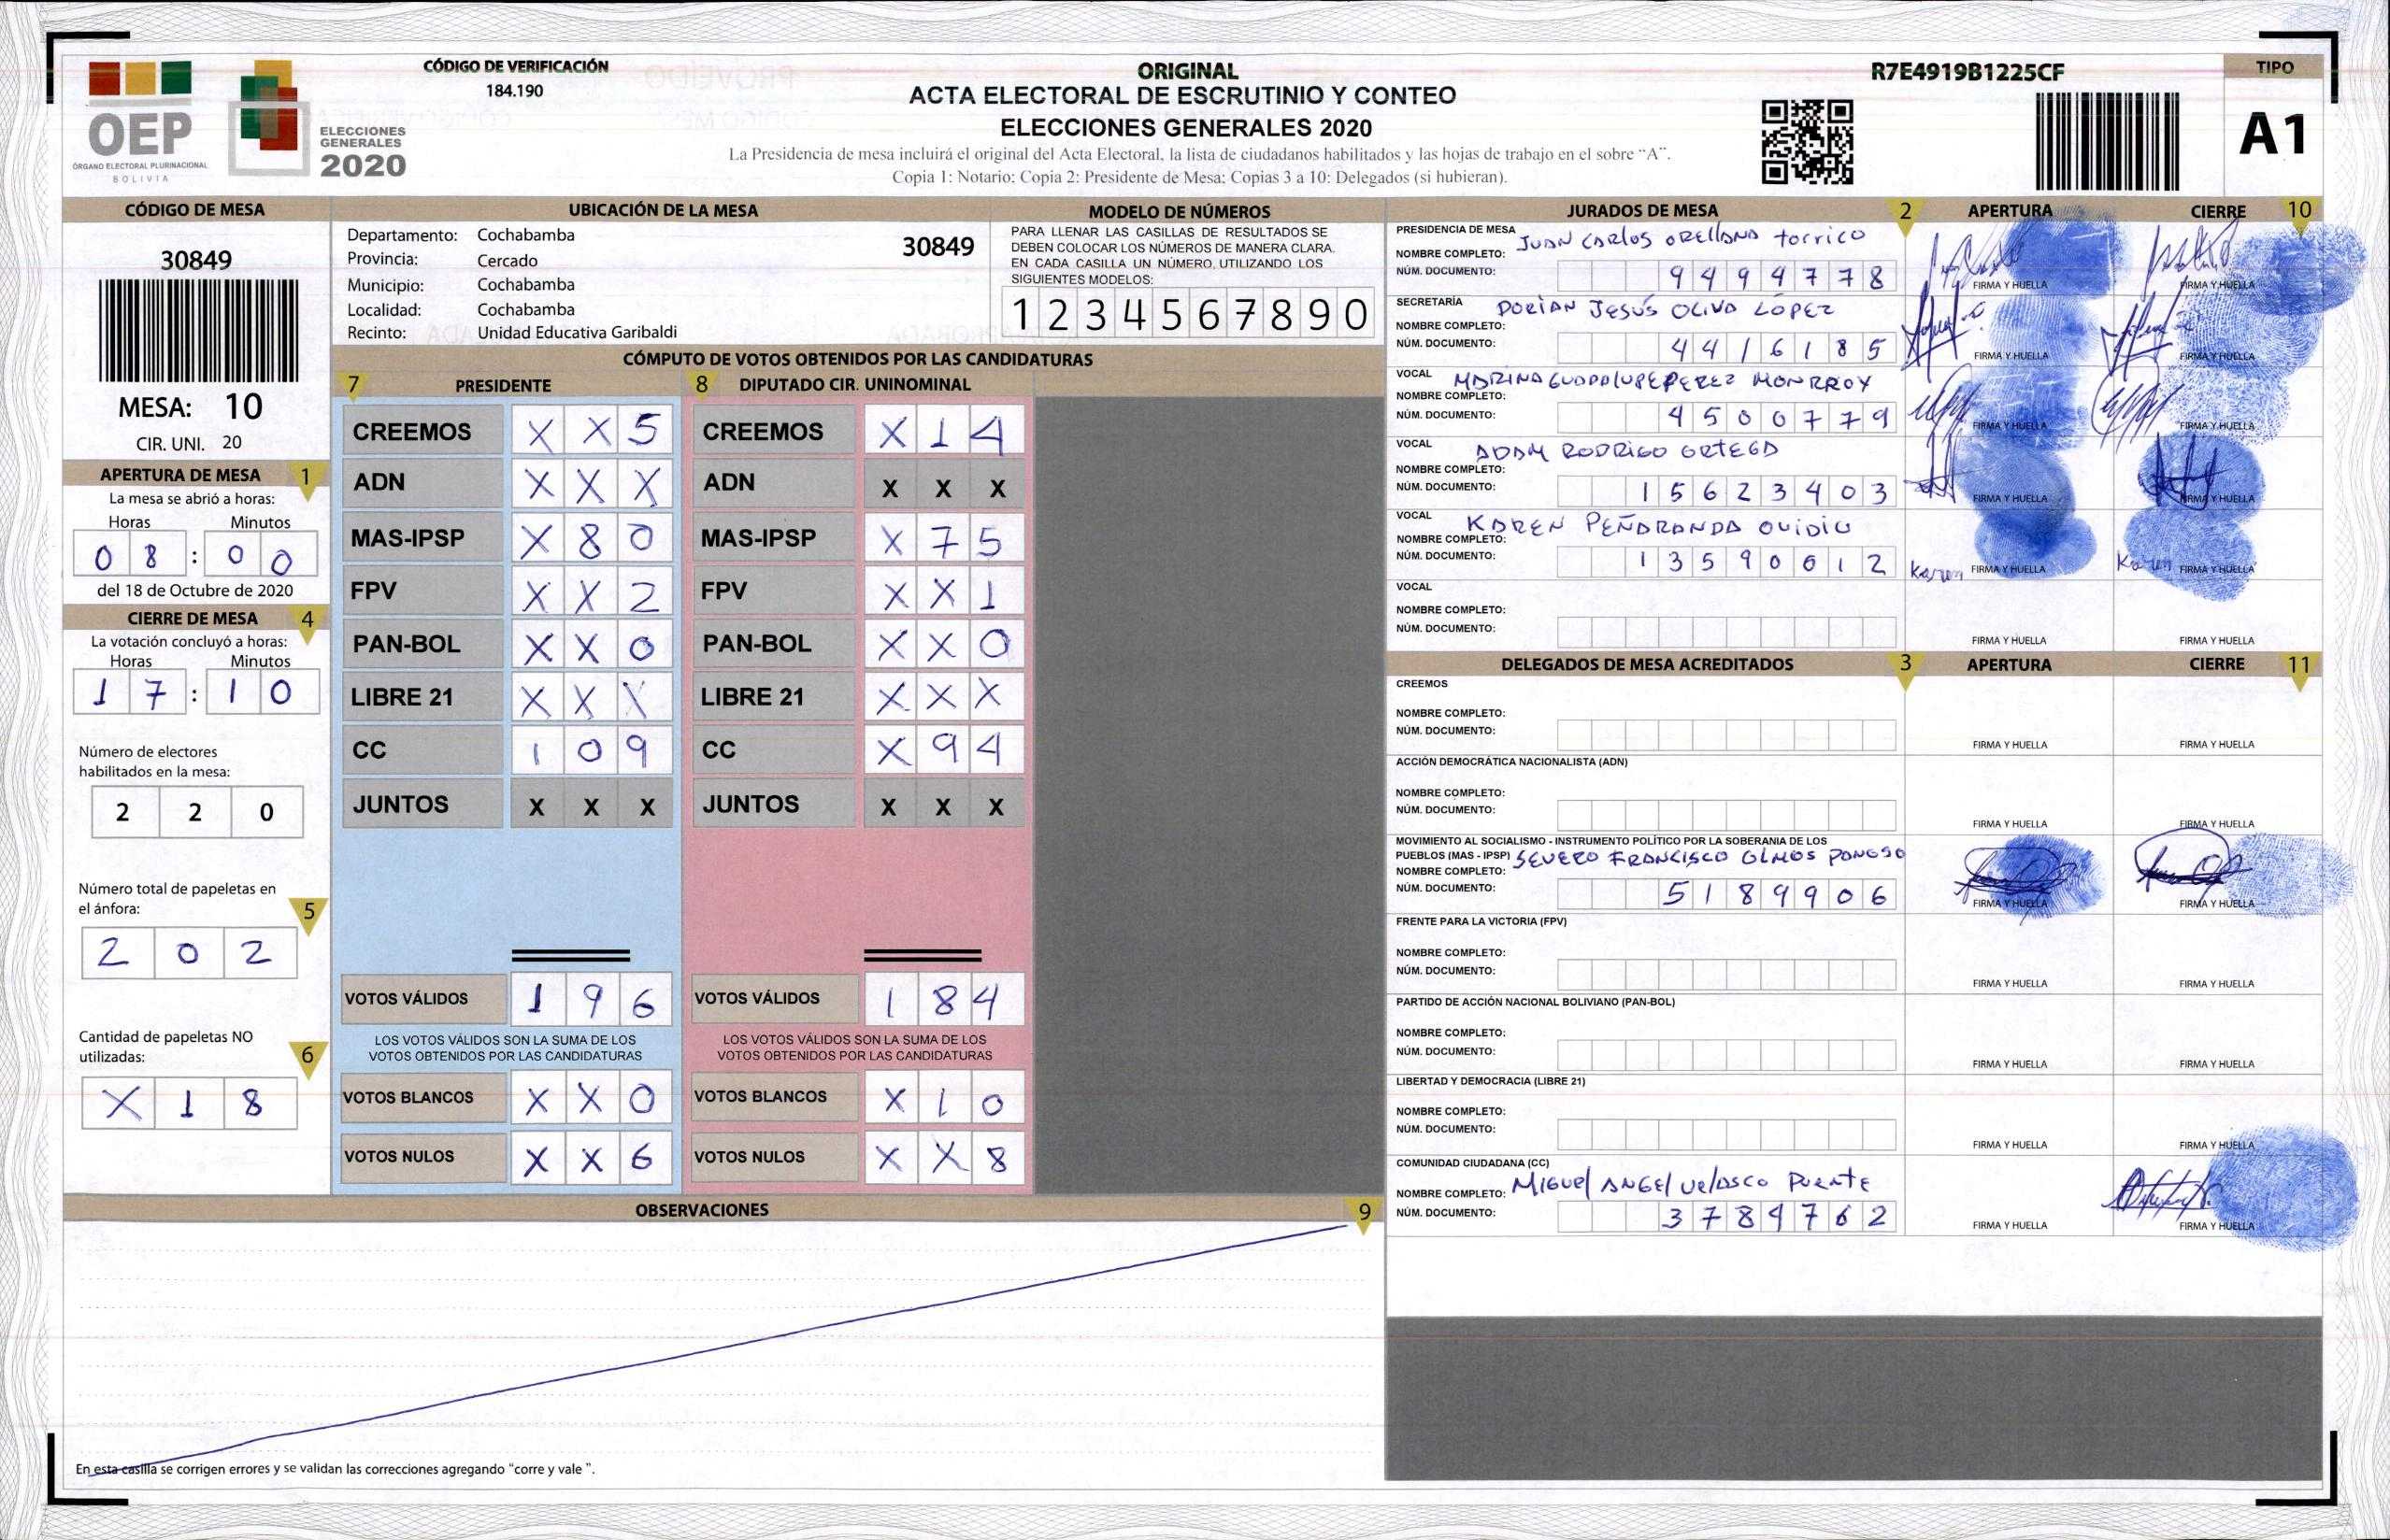 CÓDIGO DE VERIFICACIÓN
184.190
ORIGINAL
ACTA ELECTORAL DE ESCRUTINIO Y CONTEO
ELECCIONES GENERALES 2020
La Presidencia de mesa incluirá el original del Acta Electoral, la lista de ciudadanos habilitados y las hojas de trabajo en el sobre “A”.
Copia 1: Notario; Copia 2: Presidente de Mesa; Copias 3 a 10: Delegados (si hubieran).
R7E4919B1225CF
TIPO
A1
OEP
ÓRGANO ELECTORAL PLURINACIONAL
BOLIVIA
ELECCIONES
GENERALES
2020
CÓDIGO DE MESA
30849
MESA: 10
CIR. UNI. 20
APERTURA DE MESA 1
La mesa se abrió a horas:
Horas Minutos
0 8 : 0 0
del 18 de Octubre de 2020
CIERRE DE MESA 4
La votación concluyó a horas:
Horas Minutos
1 7 : 1 0
Número de electores
habilitados en la mesa:
2 2 0
Número total de papeletas en
el ánfora: 5
2 0 2
Cantidad de papeletas NO
utilizadas: 6
X 1 8
UBICACIÓN DE LA MESA
Departamento: Cochabamba 30849
Provincia: Cercado
Municipio: Cochabamba
Localidad: Cochabamba
Recinto: Unidad Educativa Garibaldi
MODELO DE NÚMEROS
PARA LLENAR LAS CASILLAS DE RESULTADOS SE
DEBEN COLOCAR LOS NÚMEROS DE MANERA CLARA.
EN CADA CASILLA UN NÚMERO, UTILIZANDO LOS
SIGUIENTES MODELOS:
1 2 3 4 5 6 7 8 9 0
CÓMPUTO DE VOTOS OBTENIDOS POR LAS CANDIDATURAS
7 PRESIDENTE
CREEMOS X X 5
ADN X X X
MAS-IPSP X 8 0
FPV X X 2
PAN-BOL X X 0
LIBRE 21 X X X
CC 1 0 9
JUNTOS X X X
VOTOS VÁLIDOS 1 9 6
LOS VOTOS VÁLIDOS SON LA SUMA DE LOS
VOTOS OBTENIDOS POR LAS CANDIDATURAS
VOTOS BLANCOS X X 0
VOTOS NULOS X X 6
8 DIPUTADO CIR. UNINOMINAL
CREEMOS X 1 4
ADN X X X
MAS-IPSP X 7 5
FPV X X 1
PAN-BOL X X 0
LIBRE 21 X X X
CC X 9 4
JUNTOS X X X
VOTOS VÁLIDOS 1 8 4
LOS VOTOS VÁLIDOS SON LA SUMA DE LOS
VOTOS OBTENIDOS POR LAS CANDIDATURAS
VOTOS BLANCOS X 1 0
VOTOS NULOS X X 8
OBSERVACIONES 9
En esta casilla se corrigen errores y se validan las correcciones agregando “corre y vale ”.
JURADOS DE MESA 2 APERTURA CIERRE 10
PRESIDENCIA DE MESA JUAN CARLOS ORELLANA TORRICO
NOMBRE COMPLETO:
NÚM. DOCUMENTO: 9 4 9 4 7 7 8
FIRMA Y HUELLA FIRMA Y HUELLA
SECRETARÍA DORIAN JESÚS OLIVA LÓPEZ
NOMBRE COMPLETO:
NÚM. DOCUMENTO: 4 4 1 6 1 8 5
FIRMA Y HUELLA FIRMA Y HUELLA
VOCAL MARINA GUADALUPE PEREZ MONRROY
NOMBRE COMPLETO:
NÚM. DOCUMENTO: 4 5 0 0 7 7 9
FIRMA Y HUELLA FIRMA Y HUELLA
VOCAL ADAM RODRIGO ORTEGA
NOMBRE COMPLETO:
NÚM. DOCUMENTO: 1 5 6 2 3 4 0 3
FIRMA Y HUELLA FIRMA Y HUELLA
VOCAL KAREN PEÑARANDA OVIDIO
NOMBRE COMPLETO:
NÚM. DOCUMENTO: 1 3 5 9 0 6 1 2
Karen FIRMA Y HUELLA Karen FIRMA Y HUELLA
VOCAL
NOMBRE COMPLETO:
NÚM. DOCUMENTO:
FIRMA Y HUELLA FIRMA Y HUELLA
DELEGADOS DE MESA ACREDITADOS 3 APERTURA CIERRE 11
CREEMOS
NOMBRE COMPLETO:
NÚM. DOCUMENTO:
FIRMA Y HUELLA FIRMA Y HUELLA
ACCIÓN DEMOCRÁTICA NACIONALISTA (ADN)
NOMBRE COMPLETO:
NÚM. DOCUMENTO:
FIRMA Y HUELLA FIRMA Y HUELLA
MOVIMIENTO AL SOCIALISMO - INSTRUMENTO POLÍTICO POR LA SOBERANIA DE LOS
PUEBLOS (MAS - IPSP) SEVERO FRANCISCO OLMOS
NOMBRE COMPLETO:
NÚM. DOCUMENTO: 5 1 8 9 9 0 6
FIRMA Y HUELLA FIRMA Y HUELLA
FRENTE PARA LA VICTORIA (FPV)
NOMBRE COMPLETO:
NÚM. DOCUMENTO:
FIRMA Y HUELLA FIRMA Y HUELLA
PARTIDO DE ACCIÓN NACIONAL BOLIVIANO (PAN-BOL)
NOMBRE COMPLETO:
NÚM. DOCUMENTO:
FIRMA Y HUELLA FIRMA Y HUELLA
LIBERTAD Y DEMOCRACIA (LIBRE 21)
NOMBRE COMPLETO:
NÚM. DOCUMENTO:
FIRMA Y HUELLA FIRMA Y HUELLA
COMUNIDAD CIUDADANA (CC)
NOMBRE COMPLETO: MIGUEL ANGEL VELASCO PUENTE
NÚM. DOCUMENTO: 3 7 8 9 7 6 2
FIRMA Y HUELLA FIRMA Y HUELLA